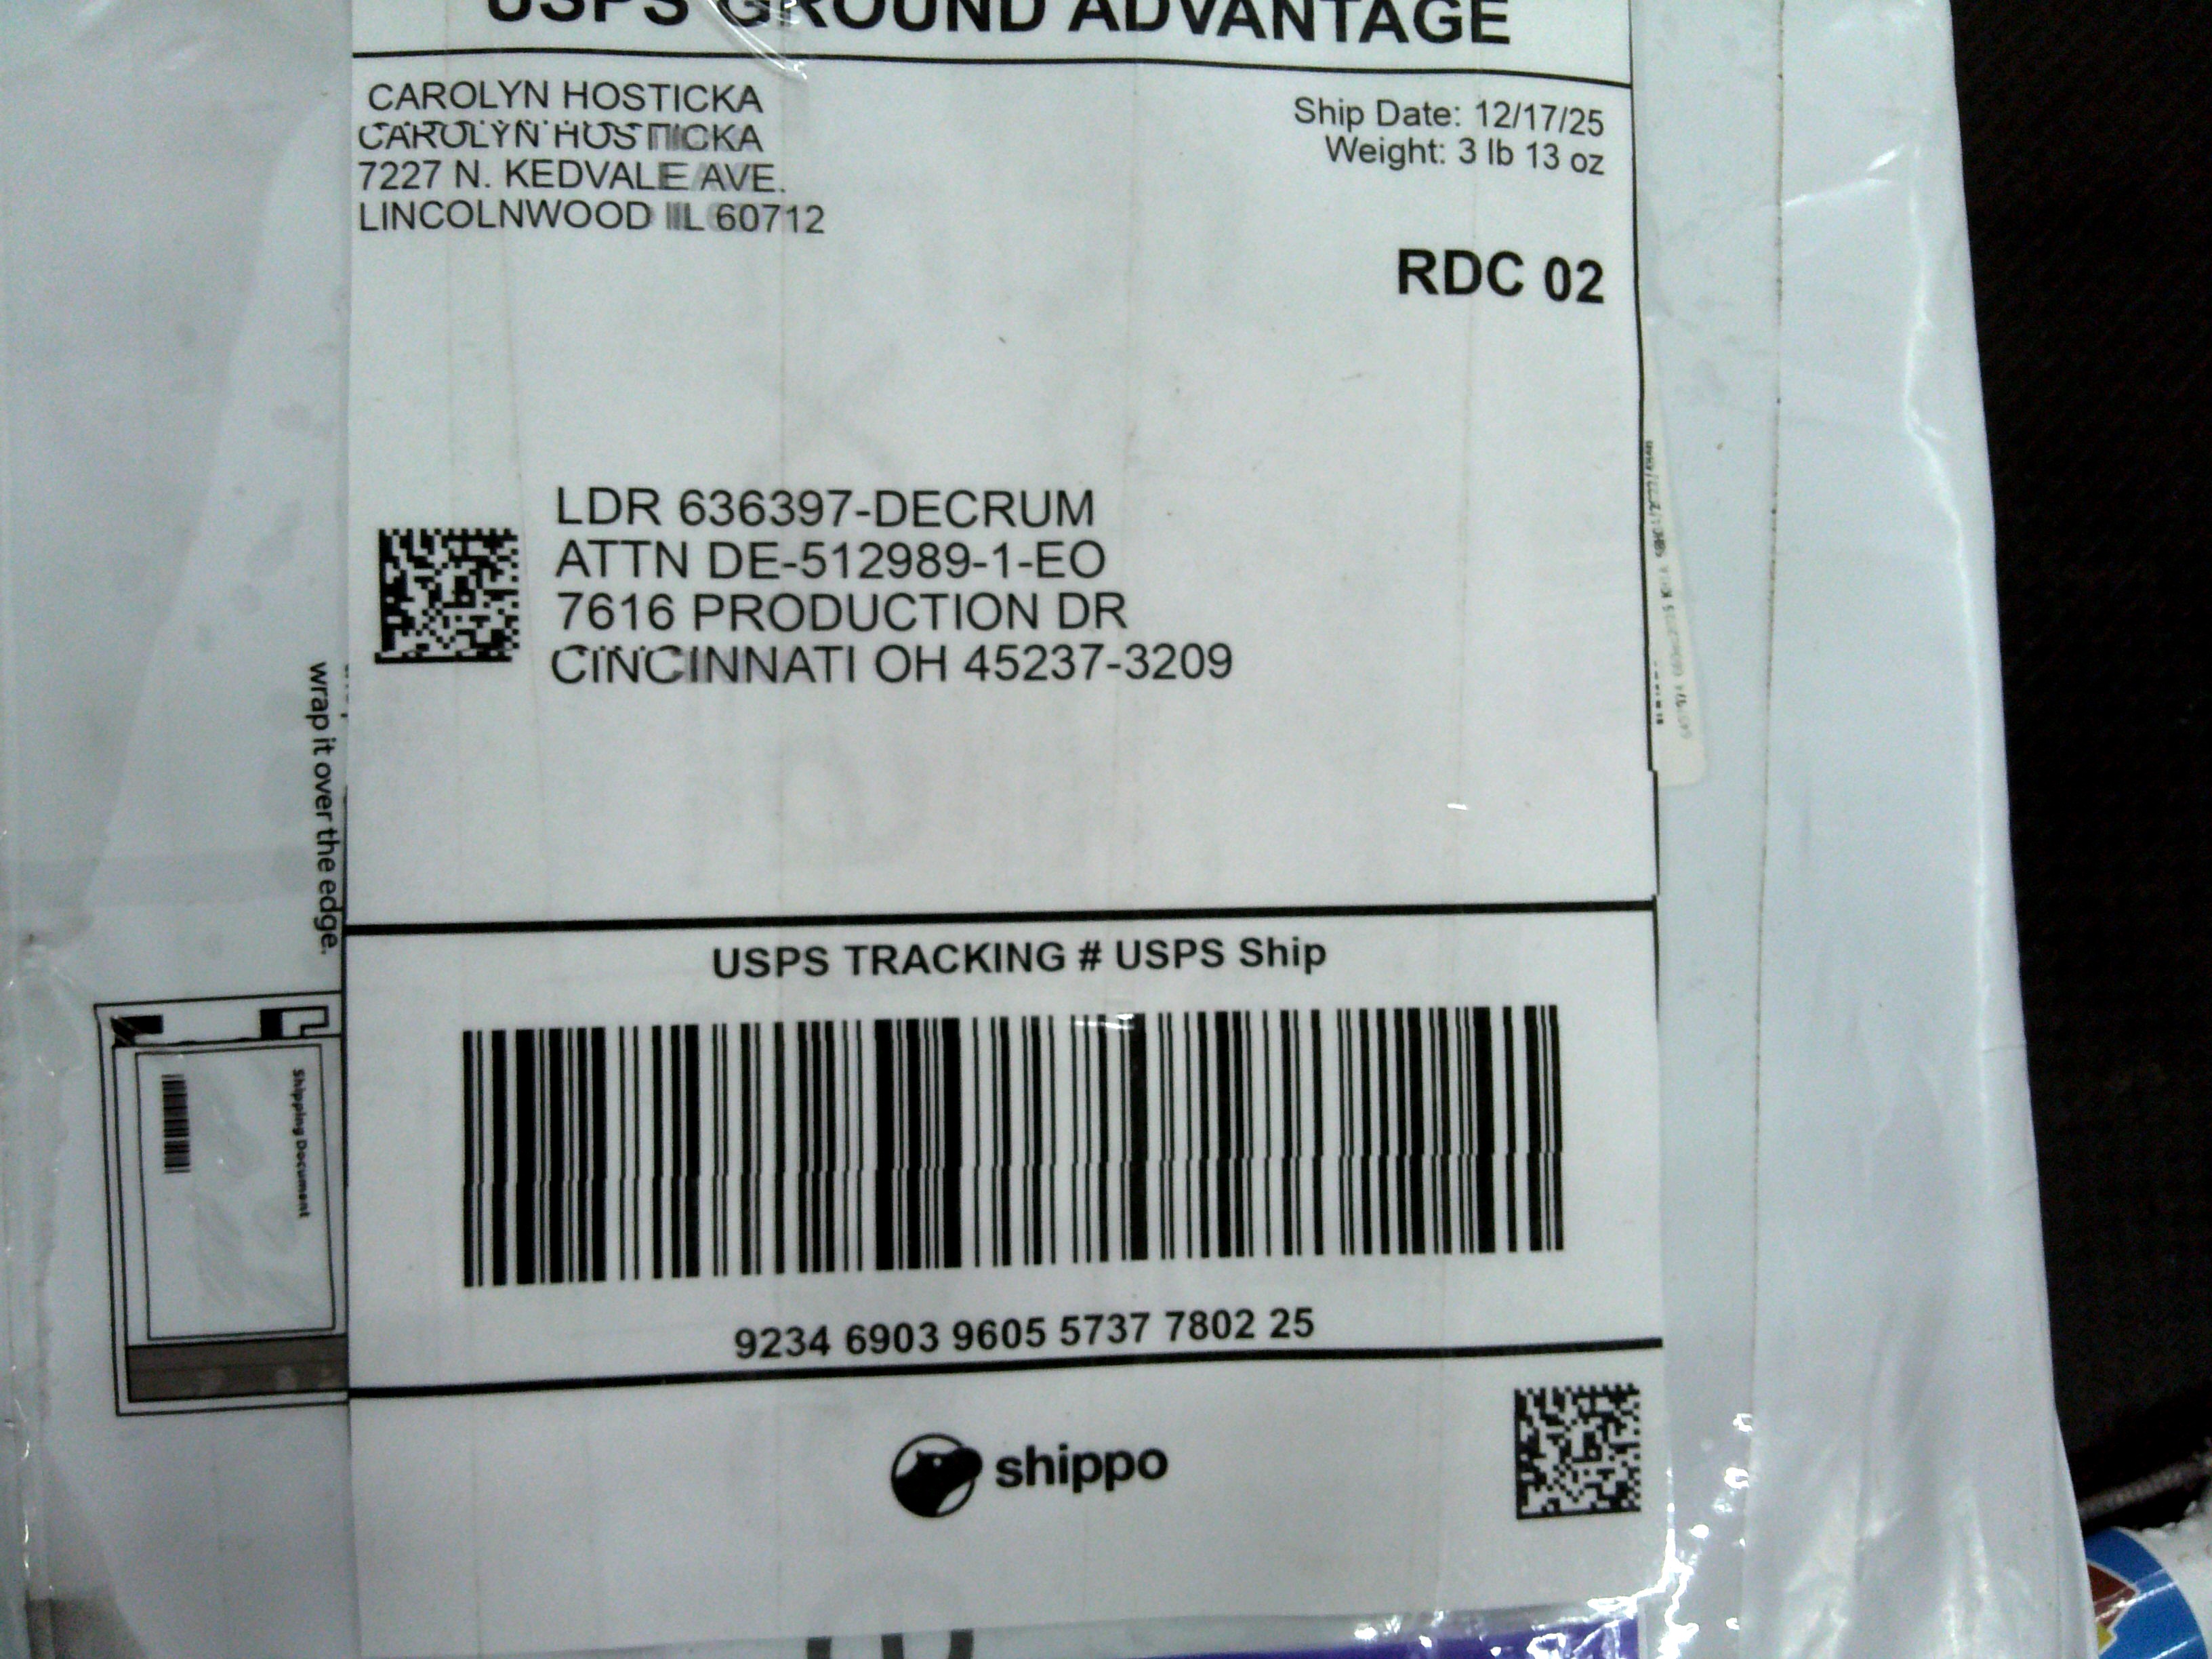 USPS GROUND ADVANTAGE
CAROLYN HOSTICKA
CAROLYN HOSTICKA
7227 N. KEDVALE AVE.
LINCOLNWOOD IL 60712
Ship Date: 12/17/25
Weight: 3 lb 13 oz
RDC 02
LDR 636397-DECRUM
ATTN DE-512989-1-EO
7616 PRODUCTION DR
CINCINNATI OH 45237-3209
wrap it over the edge.
USPS TRACKING # USPS Ship
Shipping Document
9234 6903 9605 5737 7802 25
shippo